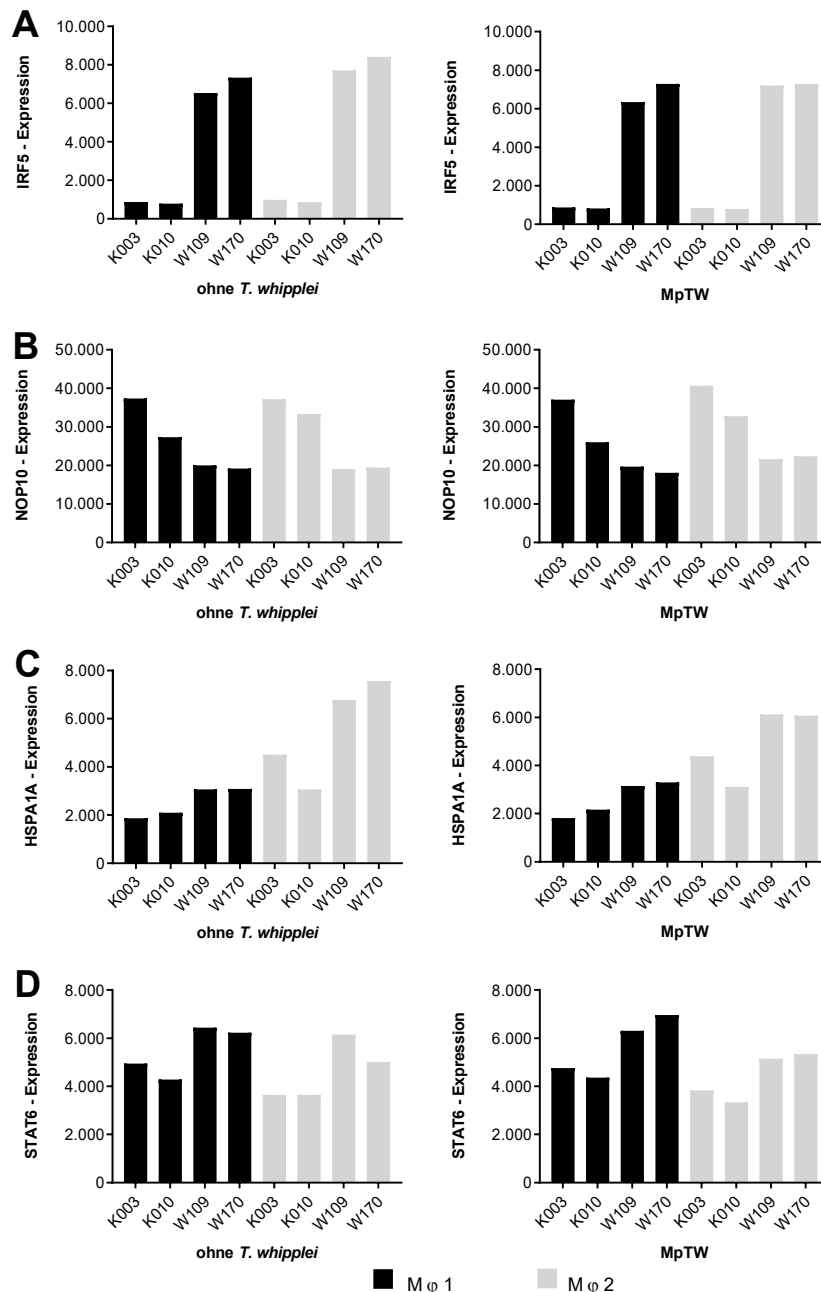 A
IRF5 - Expression
10.000
8.000
6.000
4.000
2.000
0
K003 K010 W109 W170 K003 K010 W109 W170
ohne T. whipplei
IRF5 - Expression
10.000
8.000
6.000
4.000
2.000
0
K003 K010 W109 W170 K003 K010 W109 W170
MpTW
B
NOP10 - Expression
50.000
40.000
30.000
20.000
10.000
0
K003 K010 W109 W170 K003 K010 W109 W170
ohne T. whipplei
NOP10 - Expression
50.000
40.000
30.000
20.000
10.000
0
K003 K010 W109 W170 K003 K010 W109 W170
MpTW
C
HSPA1A - Expression
8.000
6.000
4.000
2.000
0
K003 K010 W109 W170 K003 K010 W109 W170
ohne T. whipplei
HSPA1A - Expression
8.000
6.000
4.000
2.000
0
K003 K010 W109 W170 K003 K010 W109 W170
MpTW
D
STAT6 - Expression
8.000
6.000
4.000
2.000
0
K003 K010 W109 W170 K003 K010 W109 W170
ohne T. whipplei
STAT6 - Expression
8.000
6.000
4.000
2.000
0
K003 K010 W109 W170 K003 K010 W109 W170
MpTW
M φ 1 M φ 2